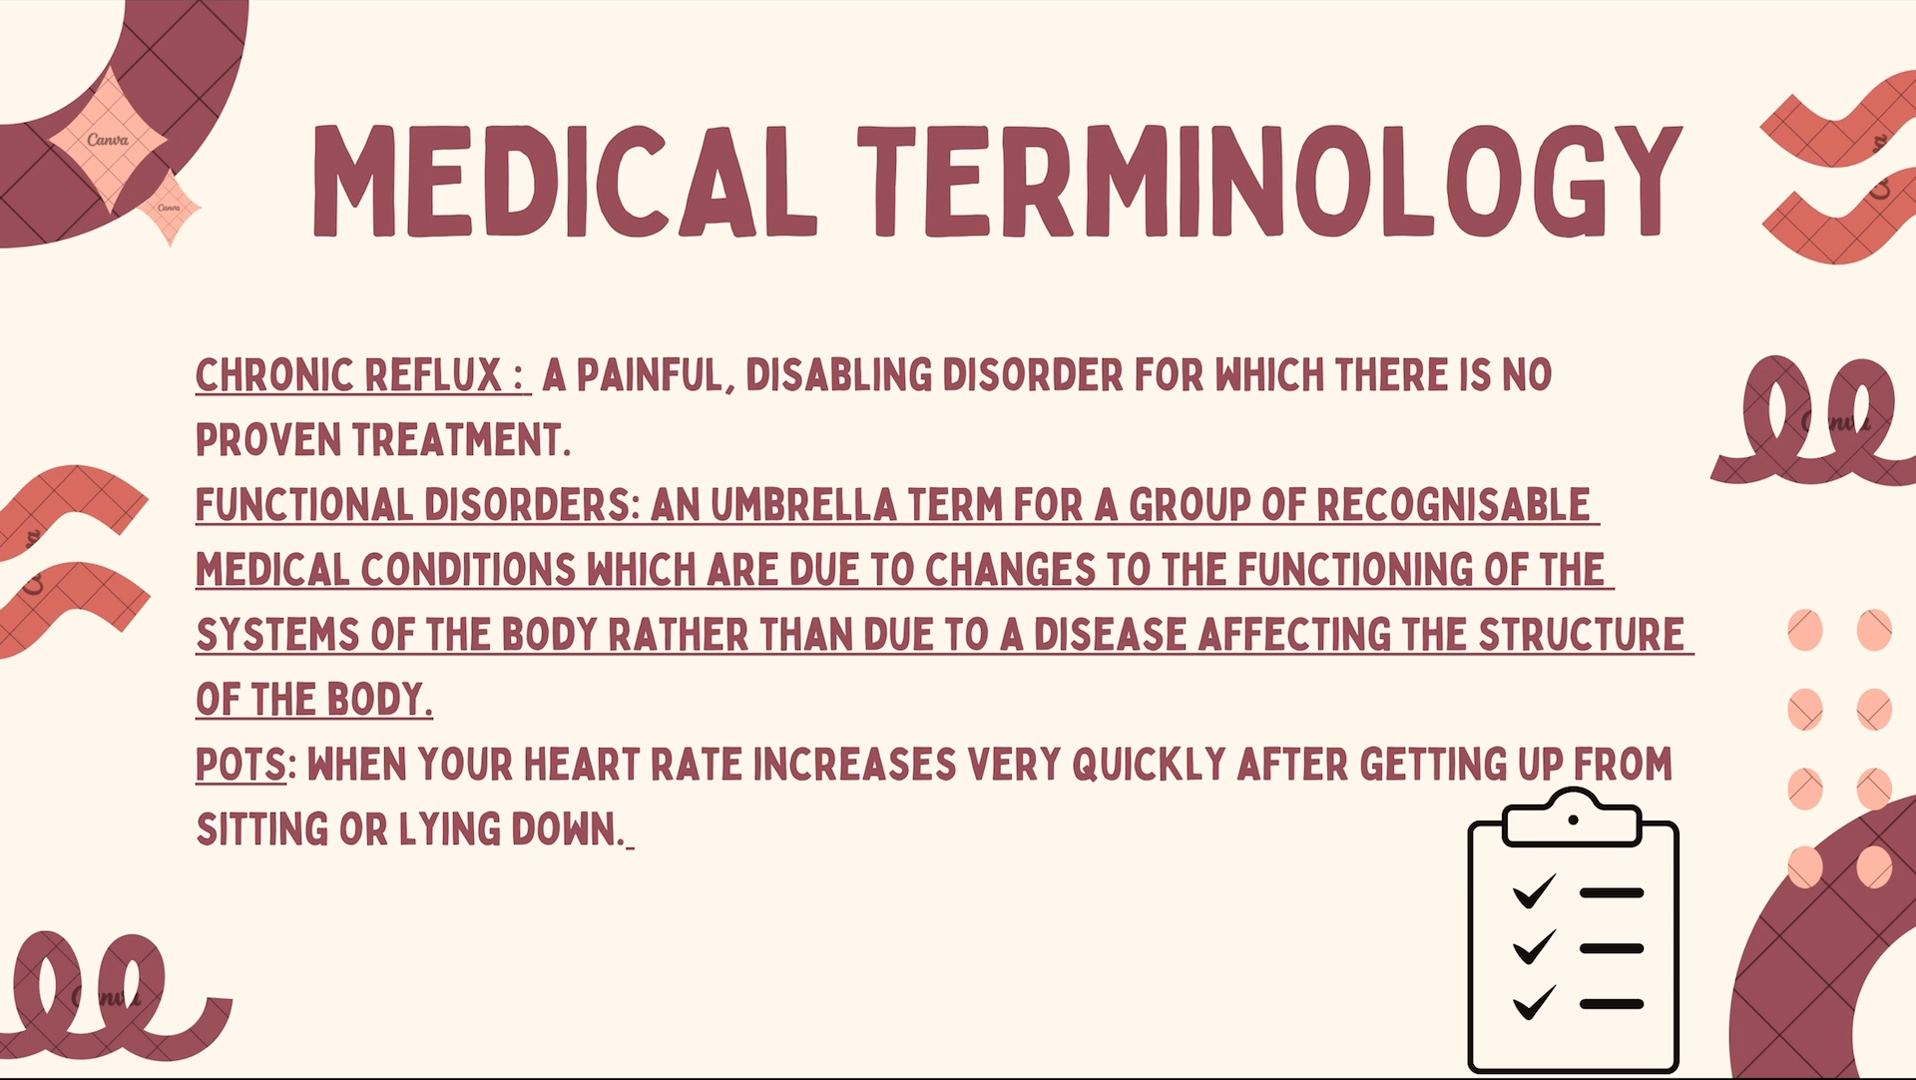 Canva
Canva
MEDICAL TERMINOLOGY
CHRONIC REFLUX : A PAINFUL, DISABLING DISORDER FOR WHICH THERE IS NO
PROVEN TREATMENT.
FUNCTIONAL DISORDERS: AN UMBRELLA TERM FOR A GROUP OF RECOGNISABLE
MEDICAL CONDITIONS WHICH ARE DUE TO CHANGES TO THE FUNCTIONING OF THE
SYSTEMS OF THE BODY RATHER THAN DUE TO A DISEASE AFFECTING THE STRUCTURE
OF THE BODY.
POTS: WHEN YOUR HEART RATE INCREASES VERY QUICKLY AFTER GETTING UP FROM
SITTING OR LYING DOWN.